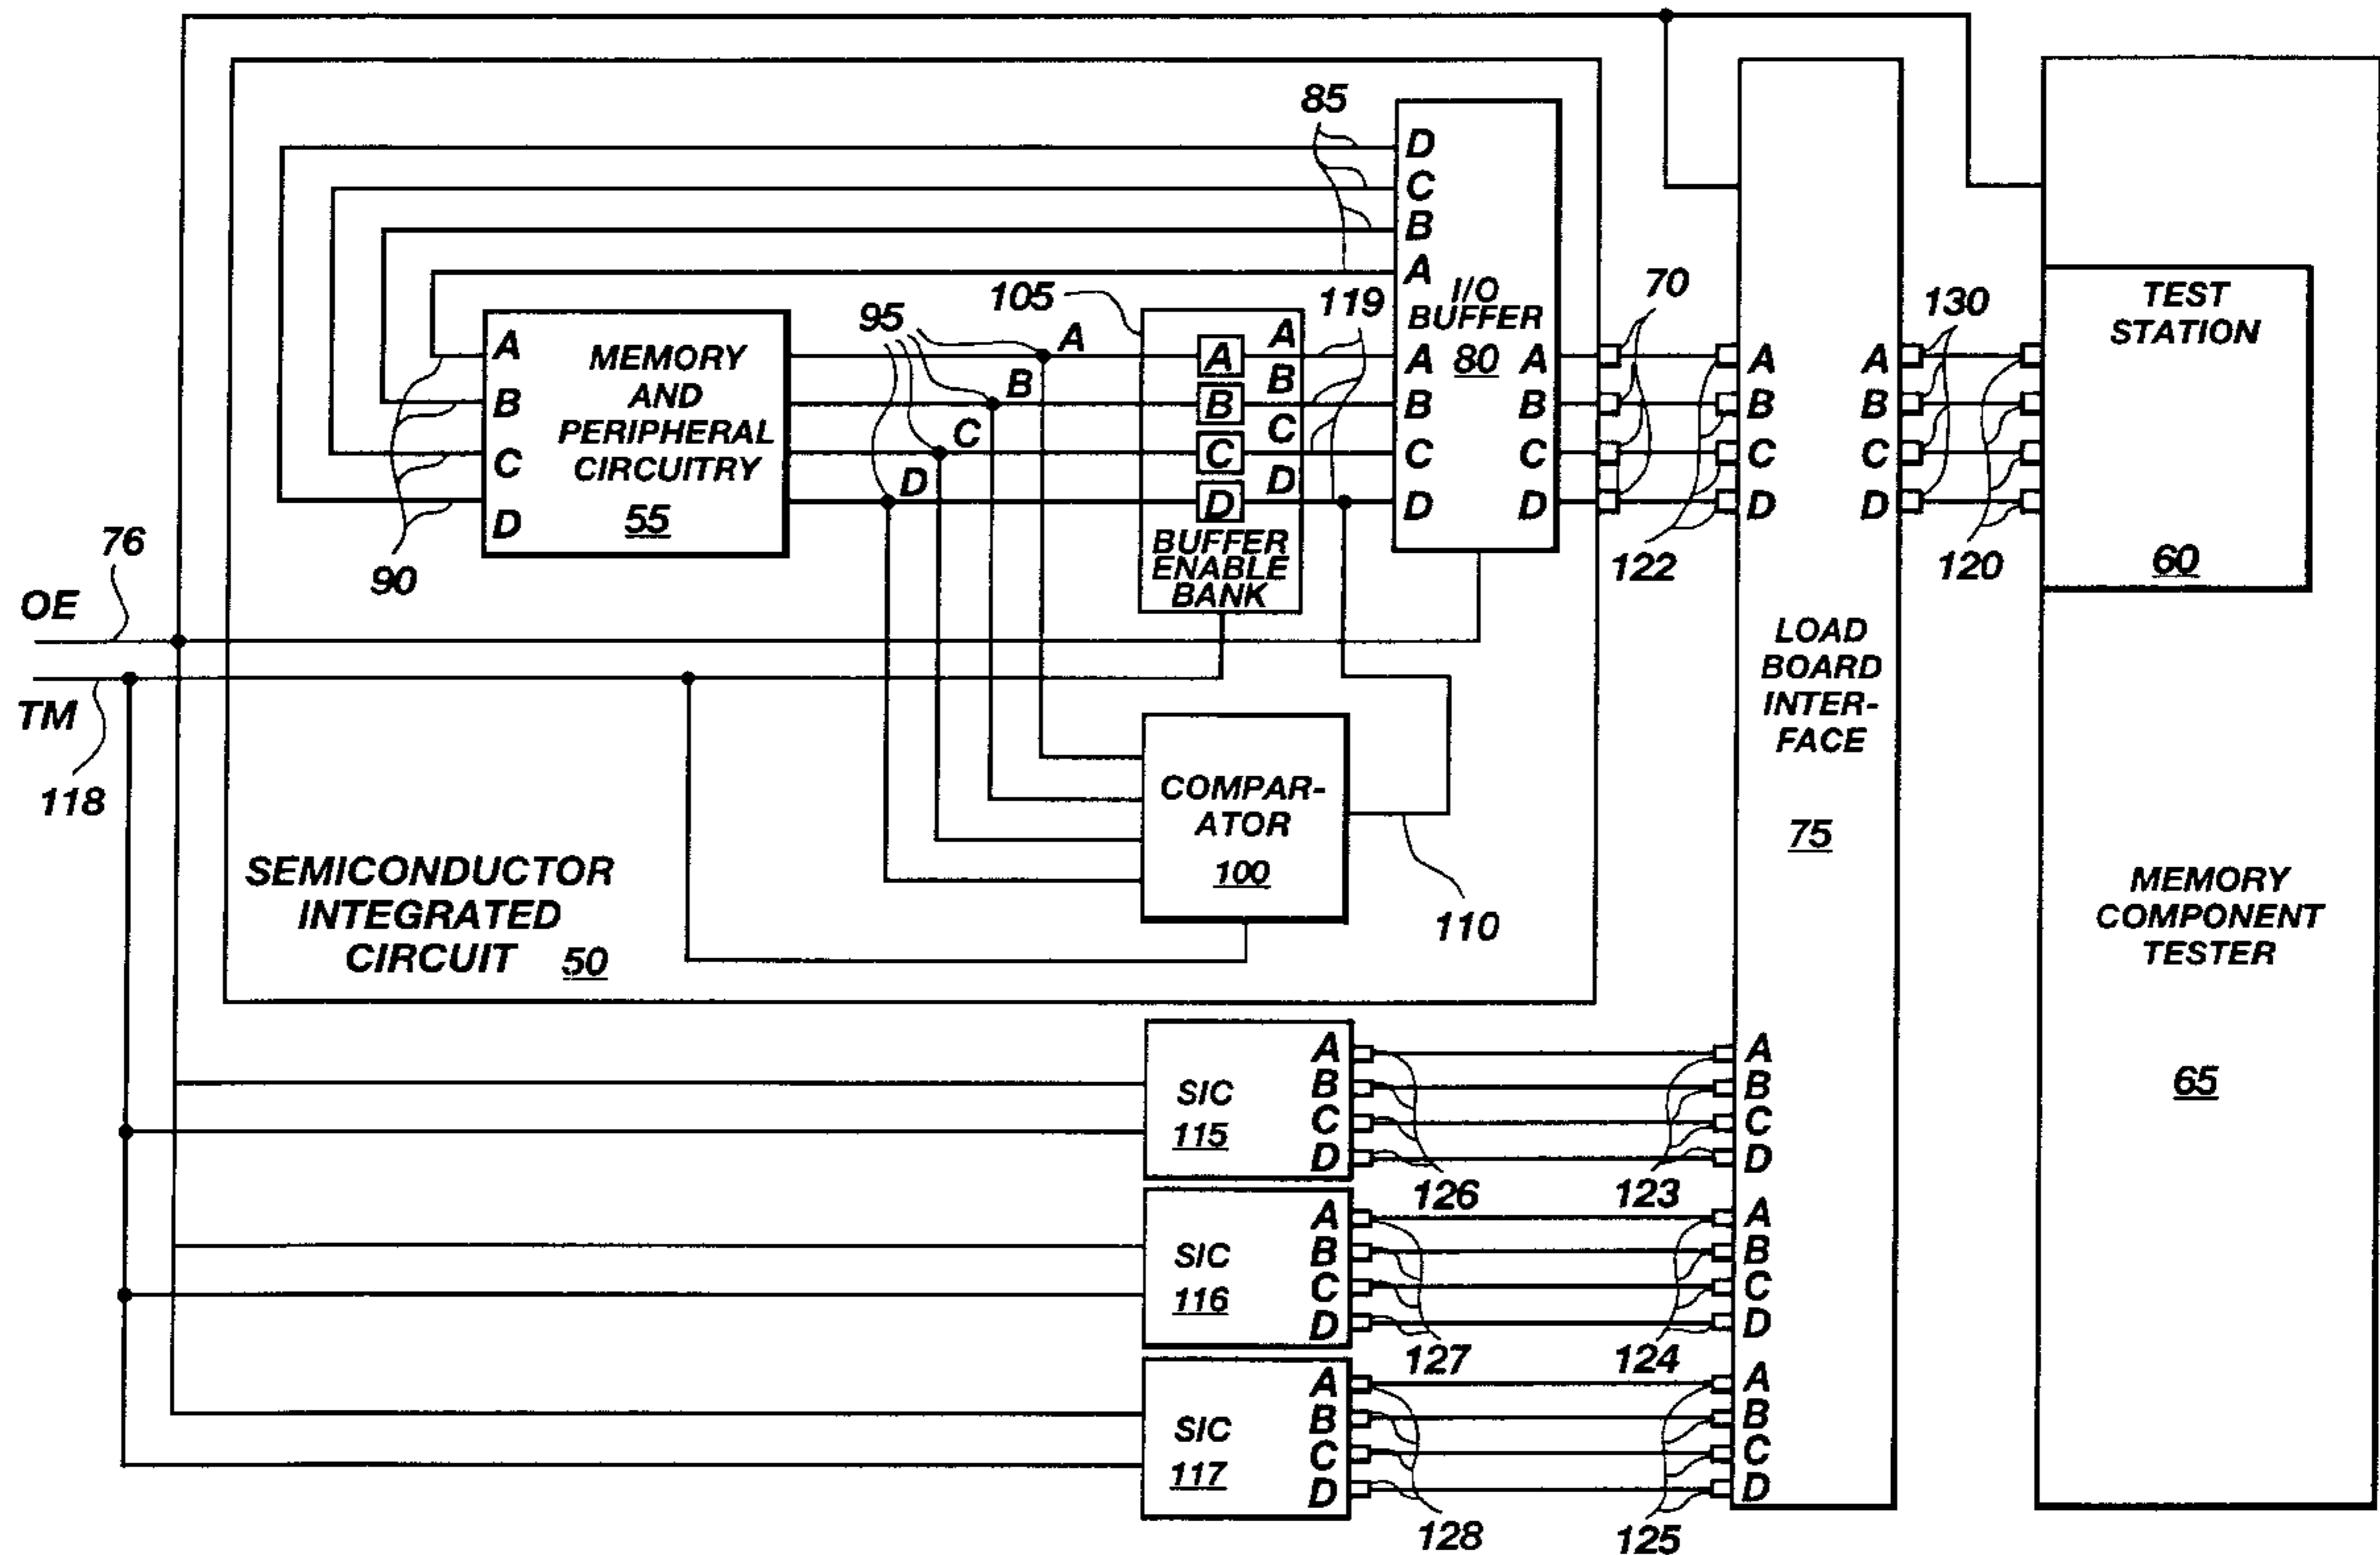 85
D
C
B
A
I/O
BUFFER
80
A
B
C
D
A
B
C
D
105
95
A
B
C
D
A
B
C
D
A
B
C
D
BUFFER
ENABLE
BANK
119
A
B
C
D
MEMORY
AND
PERIPHERAL
CIRCUITRY
55
90
70
122
A
B
C
D
A
B
C
D
130
120
TEST
STATION
60
76
OE
TM
118
LOAD
BOARD
INTER-
FACE
75
COMPAR-
ATOR
100
110
SEMICONDUCTOR
INTEGRATED
CIRCUIT 50
MEMORY
COMPONENT
TESTER
65
SIC
115
A
B
C
D
126
123
A
B
C
D
SIC
116
A
B
C
D
127
124
A
B
C
D
SIC
117
A
B
C
D
128
125
A
B
C
D